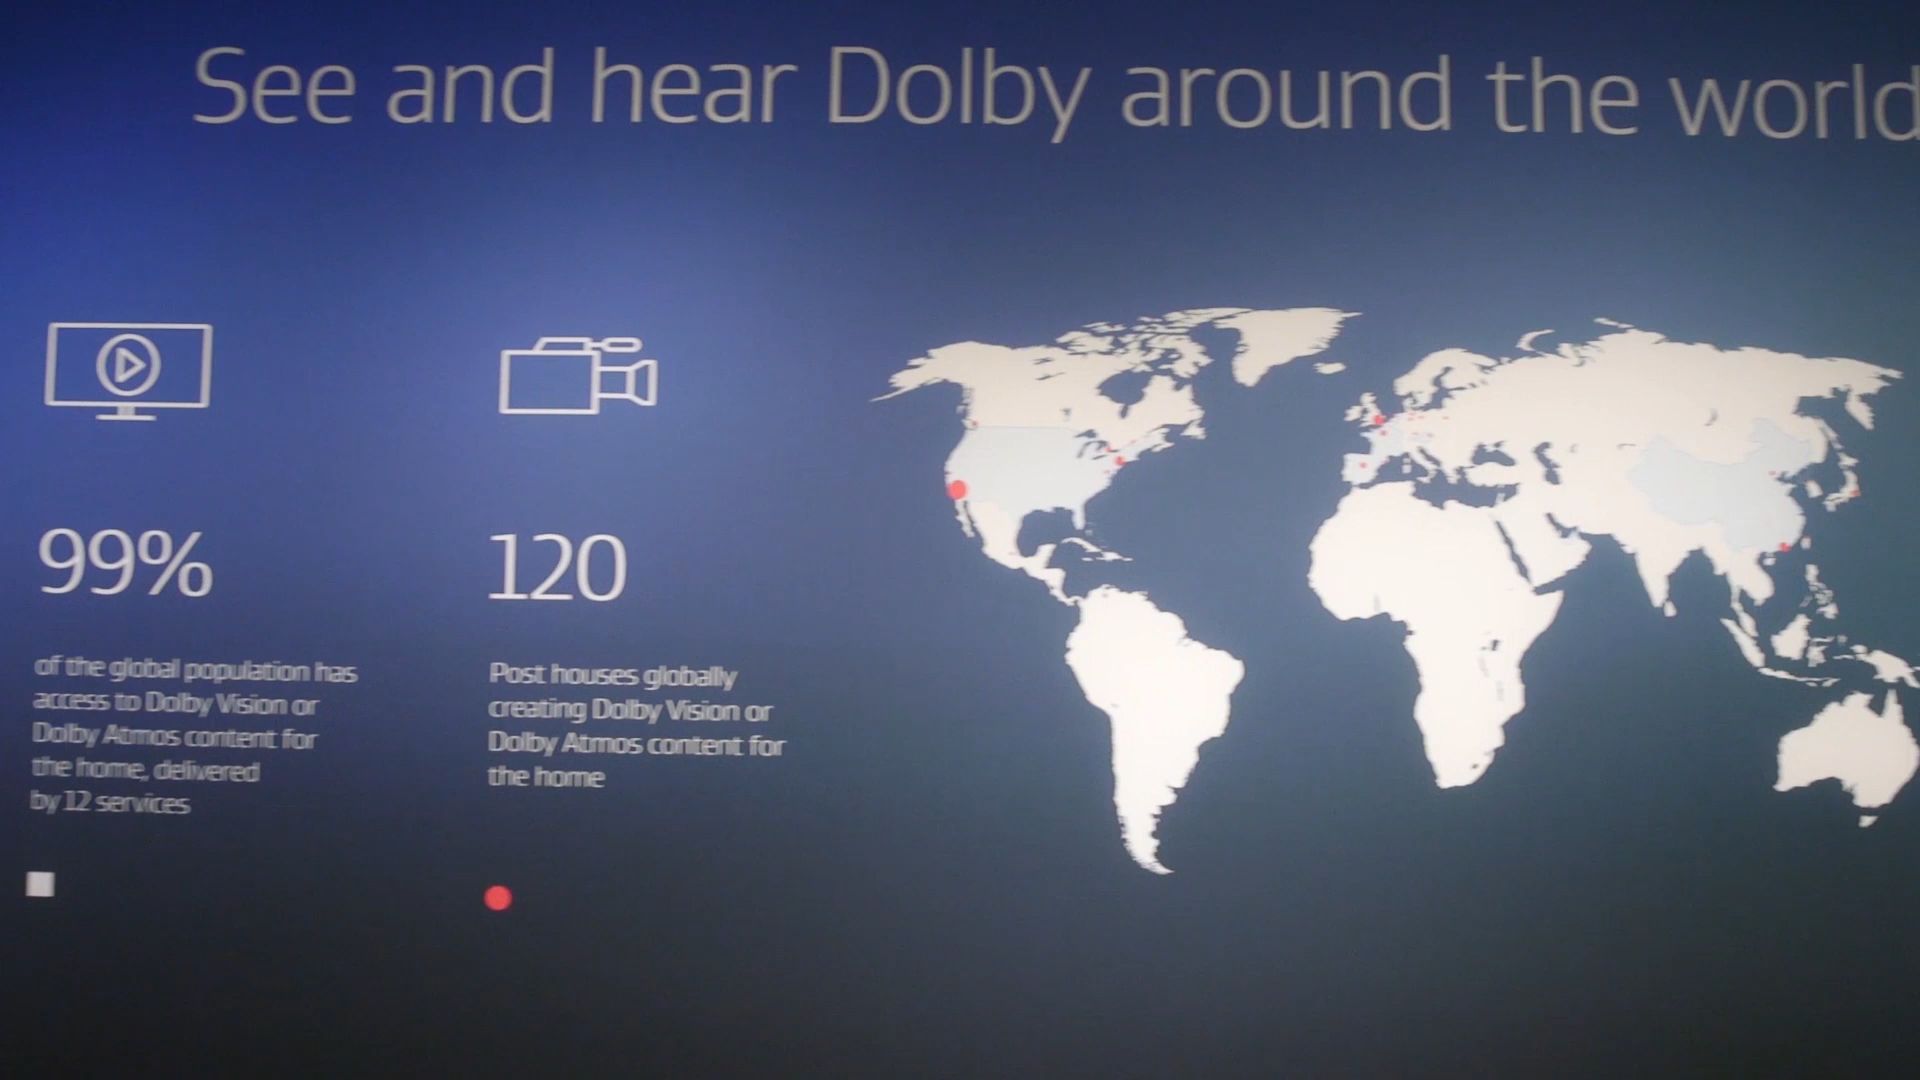 See and hear Dolby around the world
99%
of the global population has
access to Dolby Vision or
Dolby Atmos content for
the home, delivered
by 12 services
120
Post houses globally
creating Dolby Vision or
Dolby Atmos content for
the home